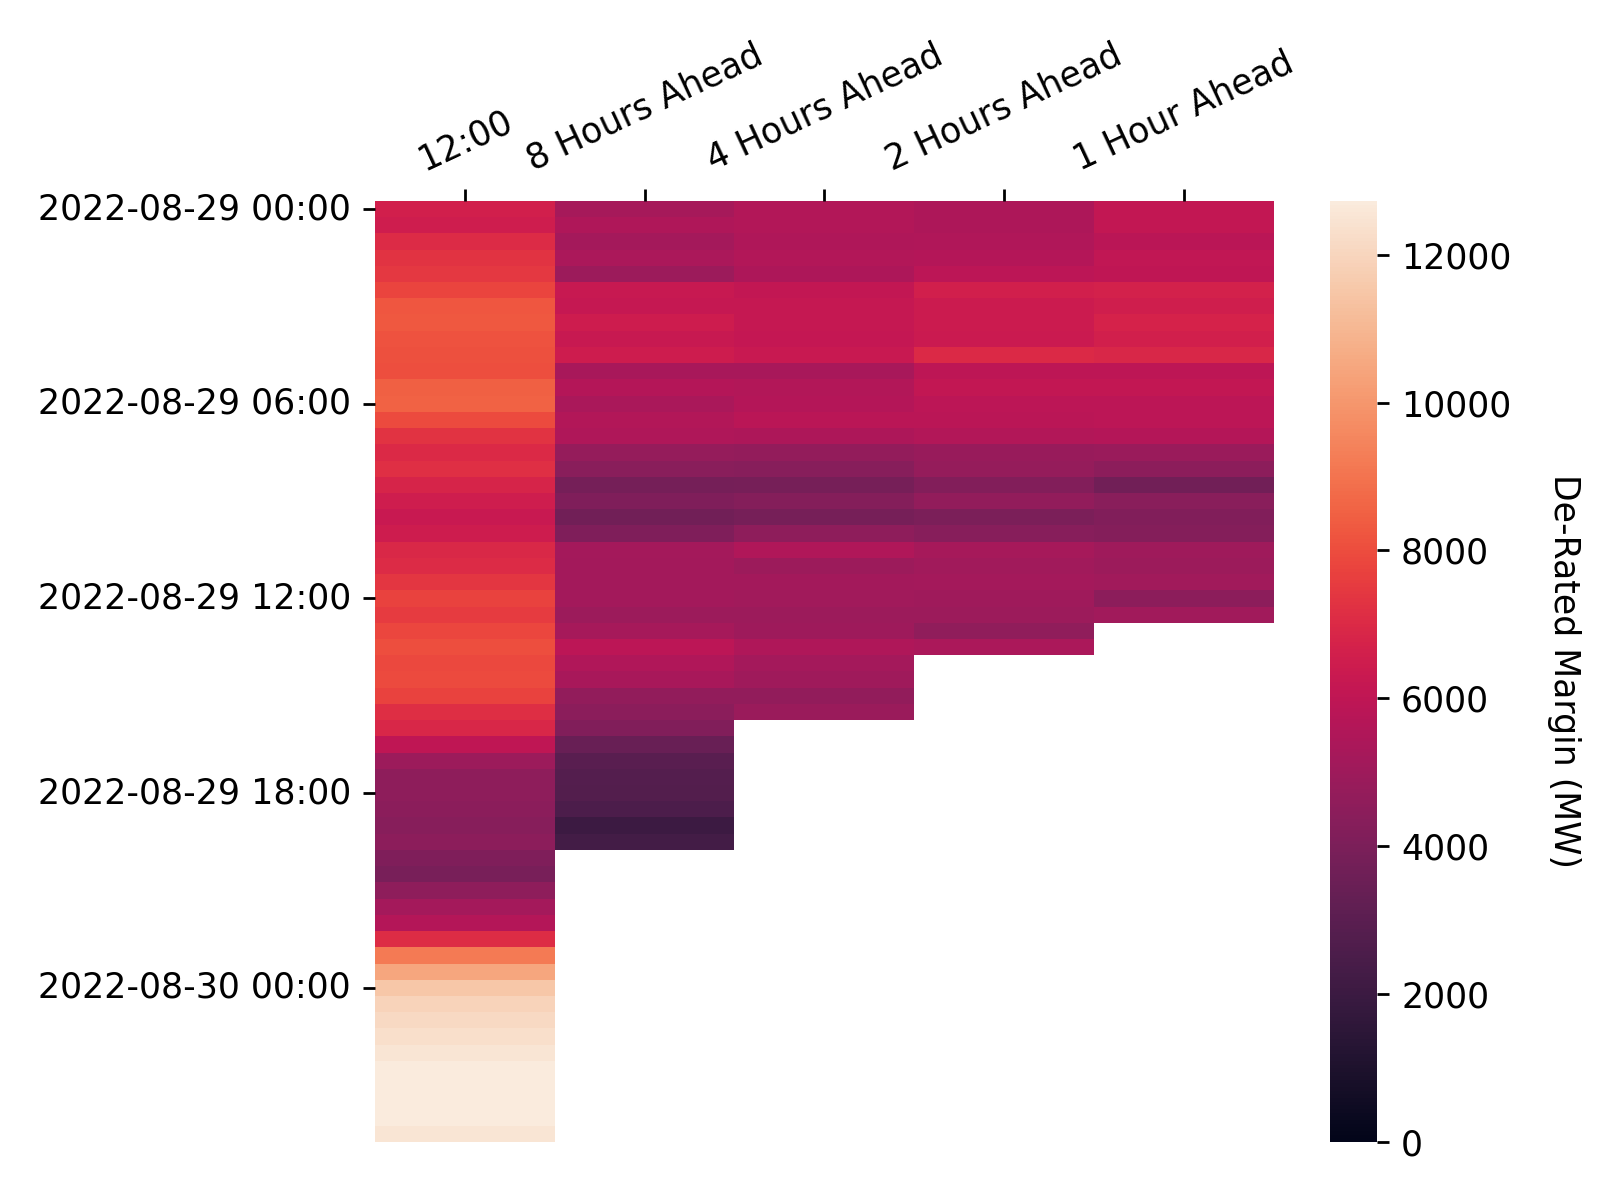 12:00
8 Hours Ahead
4 Hours Ahead
2 Hours Ahead
1 Hour Ahead
2022-08-29 00:00
2022-08-29 06:00
2022-08-29 12:00
2022-08-29 18:00
2022-08-30 00:00
12000
10000
8000
6000
4000
2000
0
De-Rated Margin (MW)